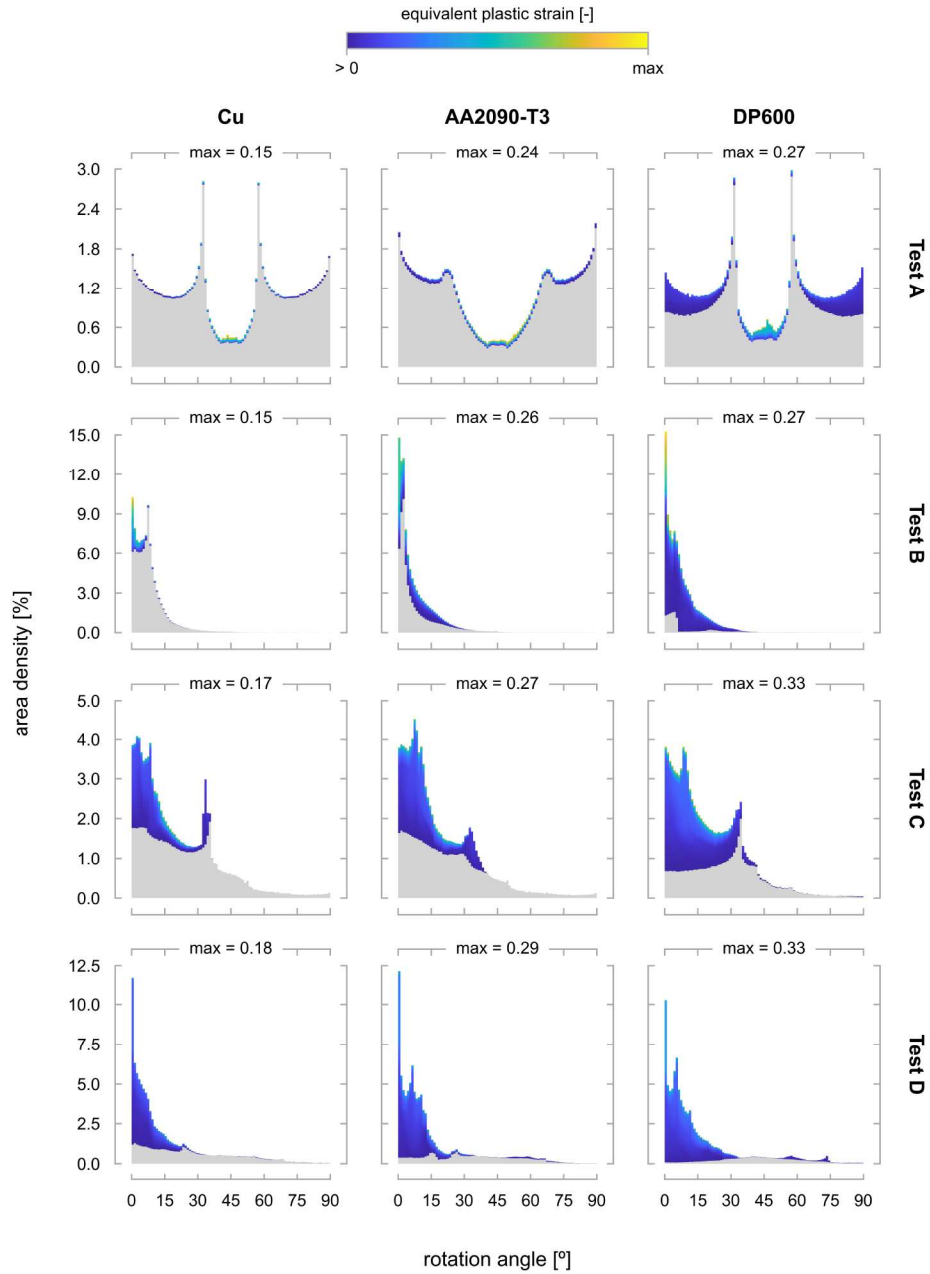 equivalent plastic strain [-]
> 0 max
Cu AA2090-T3 DP600
max = 0.15 max = 0.24 max = 0.27
3.0
2.4
1.8
1.2
0.6
0.0
Test A
max = 0.15 max = 0.26 max = 0.27
15.0
12.0
9.0
6.0
3.0
0.0
Test B
area density [%]
max = 0.17 max = 0.27 max = 0.33
5.0
4.0
3.0
2.0
1.0
0.0
Test C
max = 0.18 max = 0.29 max = 0.33
12.5
10.0
7.5
5.0
2.5
0.0
Test D
0 15 30 45 60 75 90 0 15 30 45 60 75 90 0 15 30 45 60 75 90
rotation angle [º]